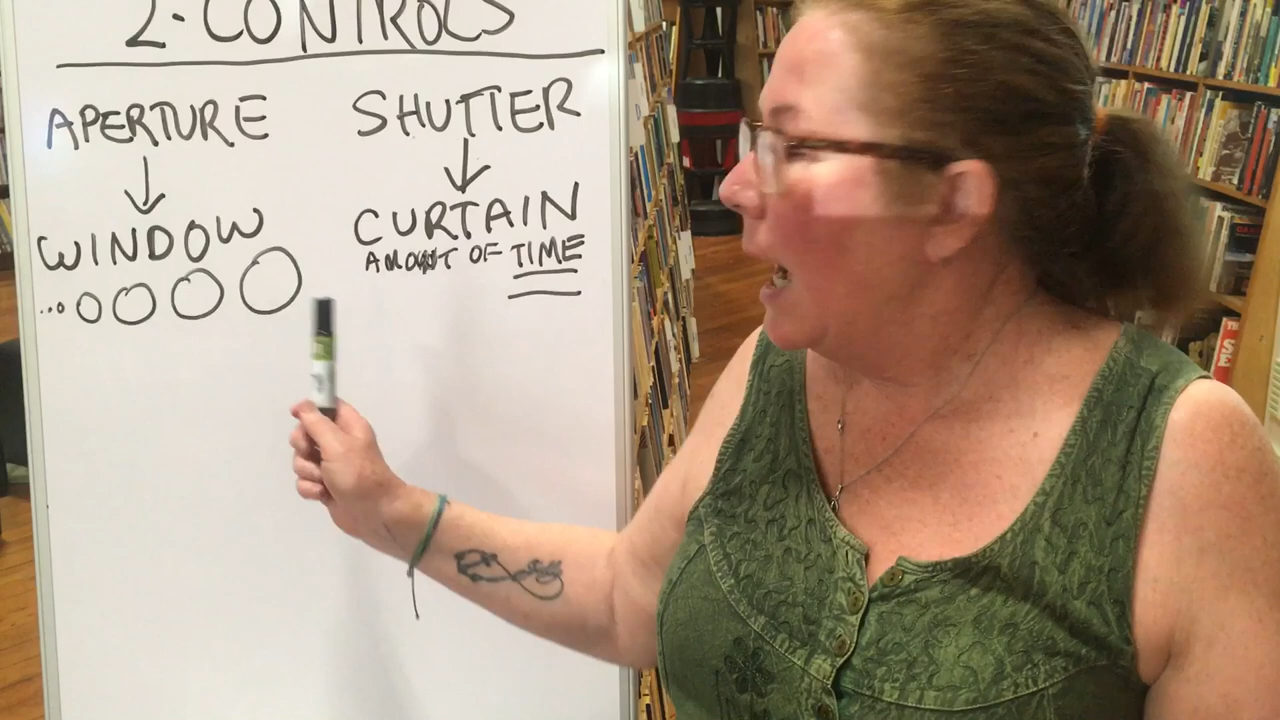 2-CONTROLS
APERTURE SHUTTER
WINDOW CURTAIN
AMOUNT OF TIME